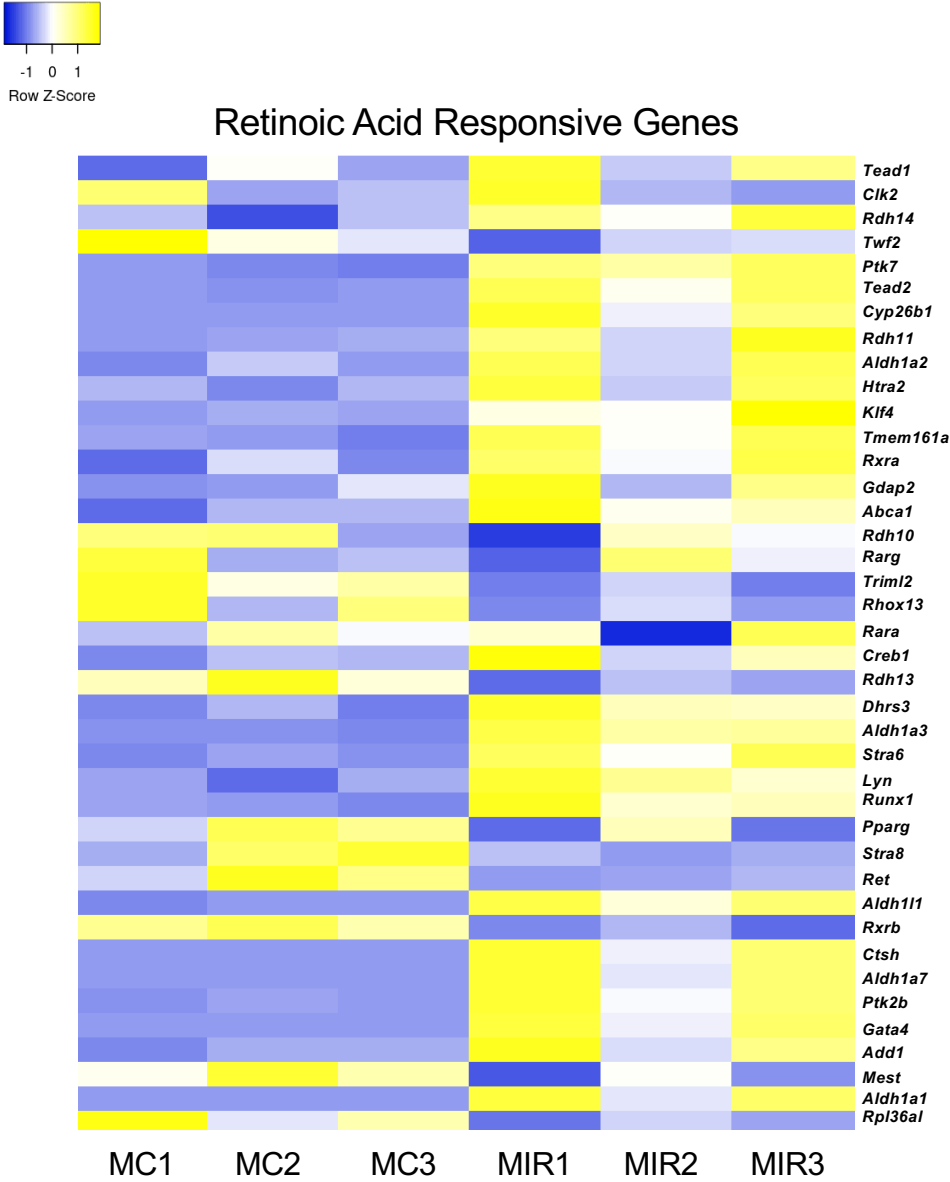 -1 0 1
Row Z-Score
Retinoic Acid Responsive Genes
Tead1
Clk2
Rdh14
Twf2
Ptk7
Tead2
Cyp26b1
Rdh11
Aldh1a2
Htra2
Klf4
Tmem161a
Rxra
Gdap2
Abca1
Rdh10
Rarg
Triml2
Rhox13
Rara
Creb1
Rdh13
Dhrs3
Aldh1a3
Stra6
Lyn
Runx1
Pparg
Stra8
Ret
Aldh1l1
Rxrb
Ctsh
Aldh1a7
Ptk2b
Gata4
Add1
Mest
Aldh1a1
Rpl36al
MC1 MC2 MC3 MIR1 MIR2 MIR3